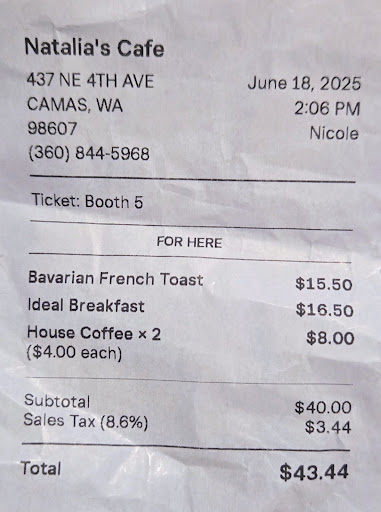 Natalia's Cafe
437 NE 4TH AVE June 18, 2025
CAMAS, WA 2:06 PM
98607 Nicole
(360) 844-5968
Ticket: Booth 5
FOR HERE
Bavarian French Toast $15.50
Ideal Breakfast $16.50
House Coffee × 2 $8.00
($4.00 each)
Subtotal $40.00
Sales Tax (8.6%) $3.44
Total $43.44